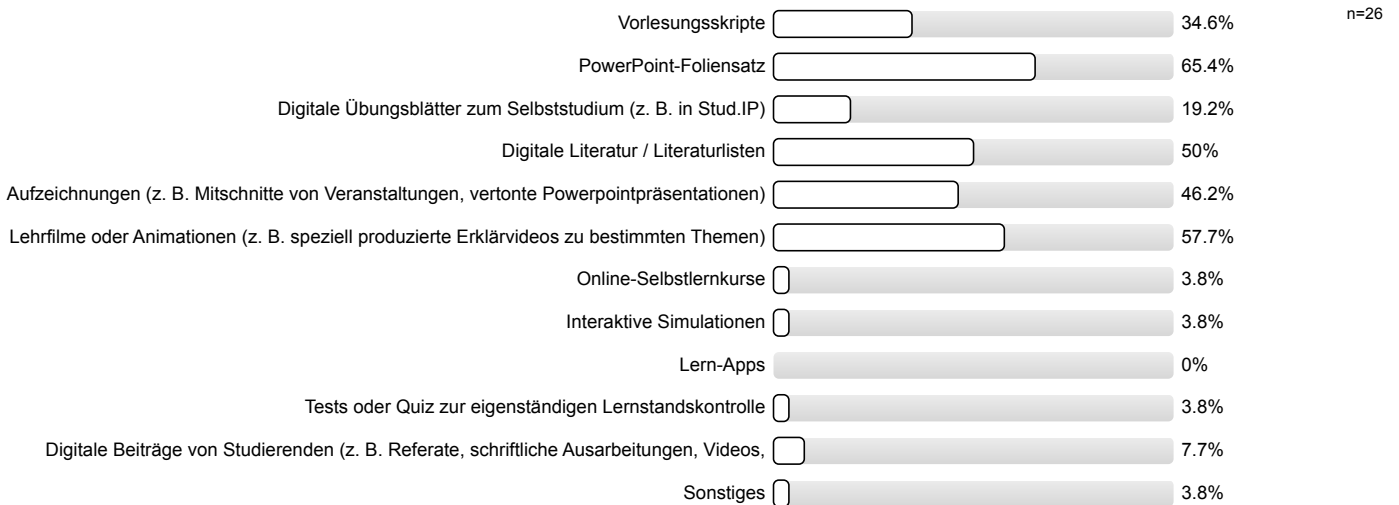 Vorlesungsskripte 34.6% n=26
PowerPoint-Foliensatz 65.4%
Digitale Übungsblätter zum Selbststudium (z. B. in Stud.IP) 19.2%
Digitale Literatur / Literaturlisten 50%
Aufzeichnungen (z. B. Mitschnitte von Veranstaltungen, vertonte Powerpointpräsentationen) 46.2%
Lehrfilme oder Animationen (z. B. speziell produzierte Erklärvideos zu bestimmten Themen) 57.7%
Online-Selbstlernkurse 3.8%
Interaktive Simulationen 3.8%
Lern-Apps 0%
Tests oder Quiz zur eigenständigen Lernstandskontrolle 3.8%
Digitale Beiträge von Studierenden (z. B. Referate, schriftliche Ausarbeitungen, Videos, 7.7%
Sonstiges 3.8%